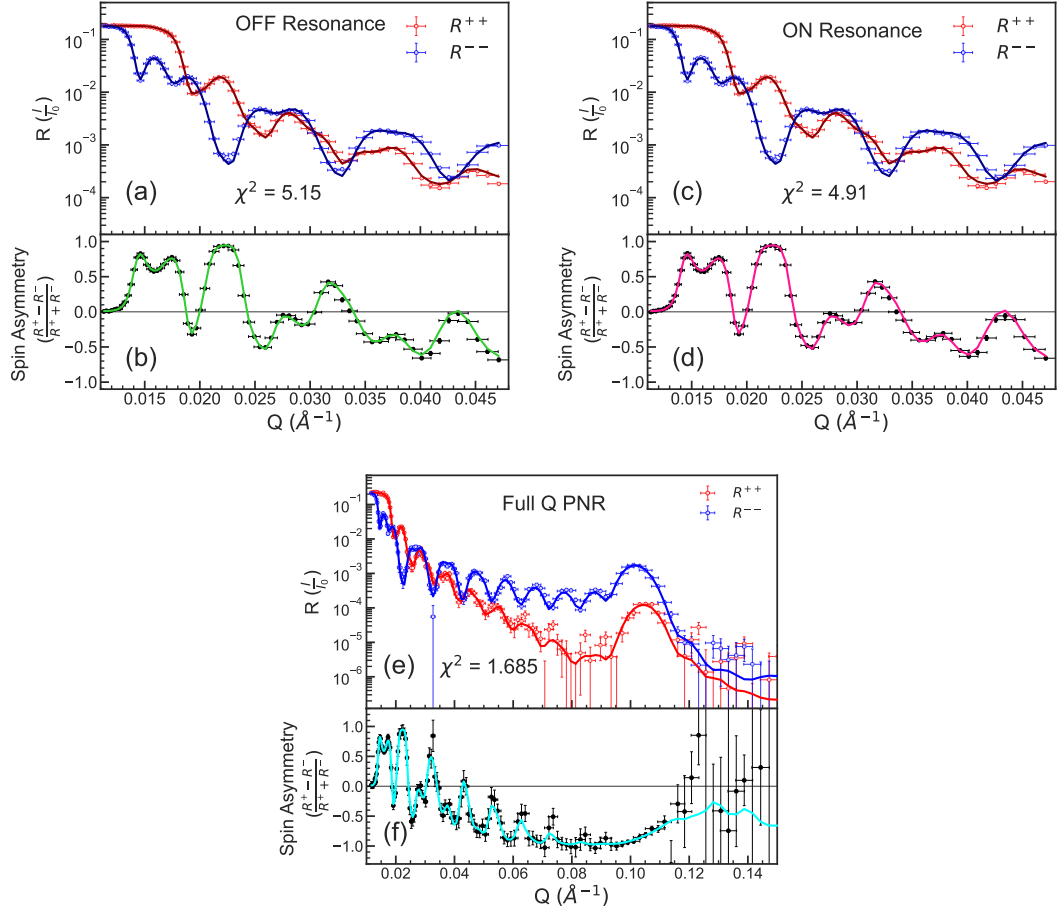 OFF Resonance
R⁺⁺
R⁻⁻
10⁻¹
10⁻²
10⁻³
10⁻⁴
R (I/I₀)
(a)
χ² = 5.15
1.0
0.5
0.0
−0.5
−1.0
Spin Asymmetry
(R⁺ − R⁻ / R⁺ + R⁻)
(b)
0.015 0.020 0.025 0.030 0.035 0.040 0.045
Q (Å⁻¹)
ON Resonance
R⁺⁺
R⁻⁻
10⁻¹
10⁻²
10⁻³
10⁻⁴
R (I/I₀)
(c)
χ² = 4.91
1.0
0.5
0.0
−0.5
−1.0
Spin Asymmetry
(R⁺ − R⁻ / R⁺ + R⁻)
(d)
0.015 0.020 0.025 0.030 0.035 0.040 0.045
Q (Å⁻¹)
Full Q PNR
R⁺⁺
R⁻⁻
10⁻¹
10⁻²
10⁻³
10⁻⁴
10⁻⁵
10⁻⁶
R (I/I₀)
(e)
χ² = 1.685
1.0
0.5
0.0
−0.5
−1.0
Spin Asymmetry
(R⁺ − R⁻ / R⁺ + R⁻)
(f)
0.02 0.04 0.06 0.08 0.10 0.12 0.14
Q (Å⁻¹)